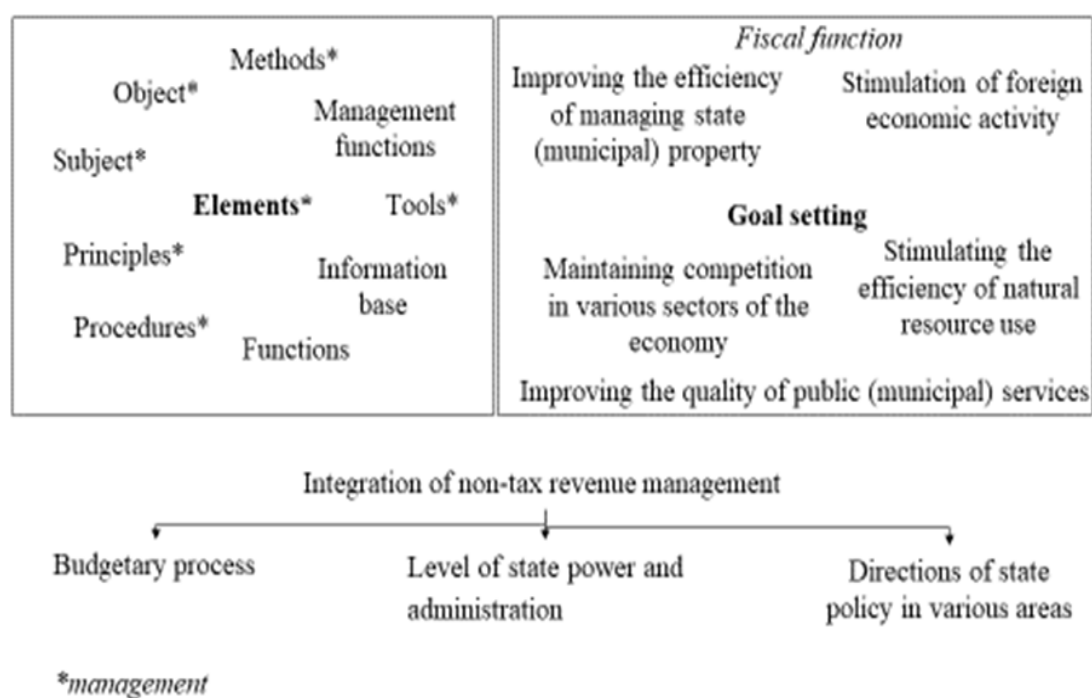 Methods*
Object*
Management
functions
Subject*
Elements*
Tools*
Principles*
Information
base
Procedures*
Functions
Fiscal function
Improving the efficiency
of managing state
(municipal) property
Stimulation of foreign
economic activity
Goal setting
Maintaining competition
in various sectors of the
economy
Stimulating the
efficiency of natural
resource use
Improving the quality of public (municipal) services
Integration of non-tax revenue management
Budgetary process
Level of state power and
administration
Directions of state
policy in various areas
*management